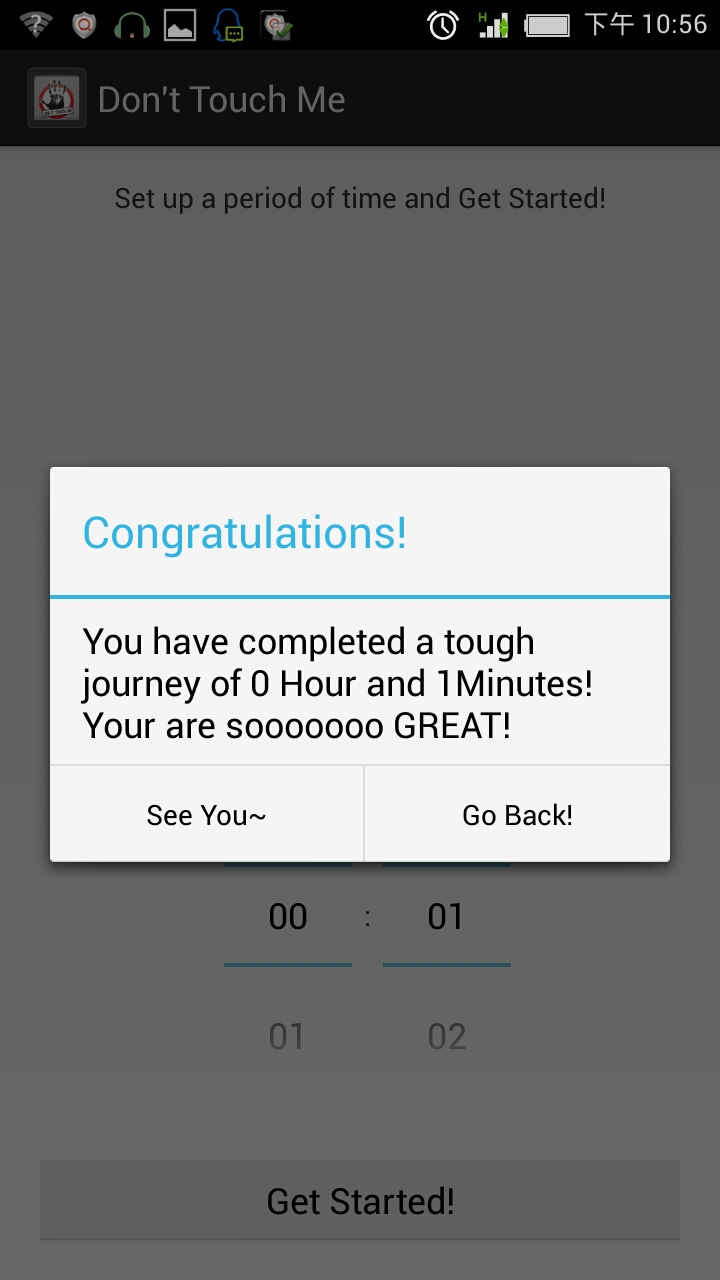 下午 10:56
Don't Touch Me
Set up a period of time and Get Started!
Congratulations!
You have completed a tough
journey of 0 Hour and 1Minutes!
Your are sooooooo GREAT!
See You~
Go Back!
00 : 01
01 02
Get Started!